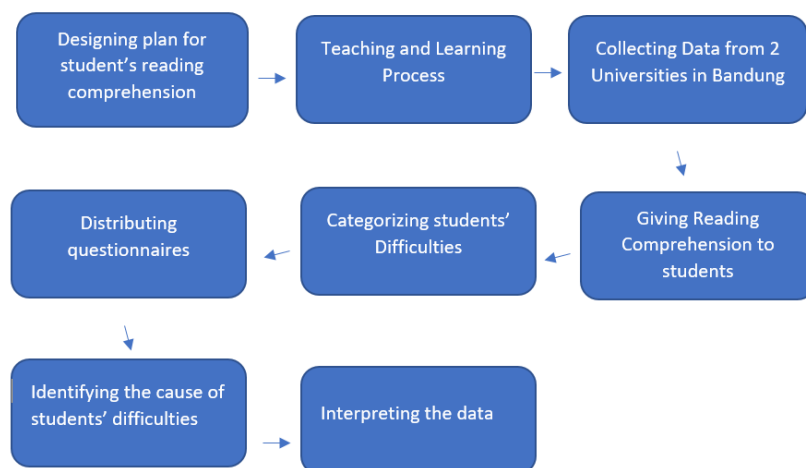 Designing plan for
student's reading
comprehension
Teaching and Learning
Process
Collecting Data from 2
Universities in Bandung
Giving Reading
Comprehension to
students
Categorizing students'
Difficulties
Distributing
questionnaires
Identifying the cause of
students' difficulties
Interpreting the data